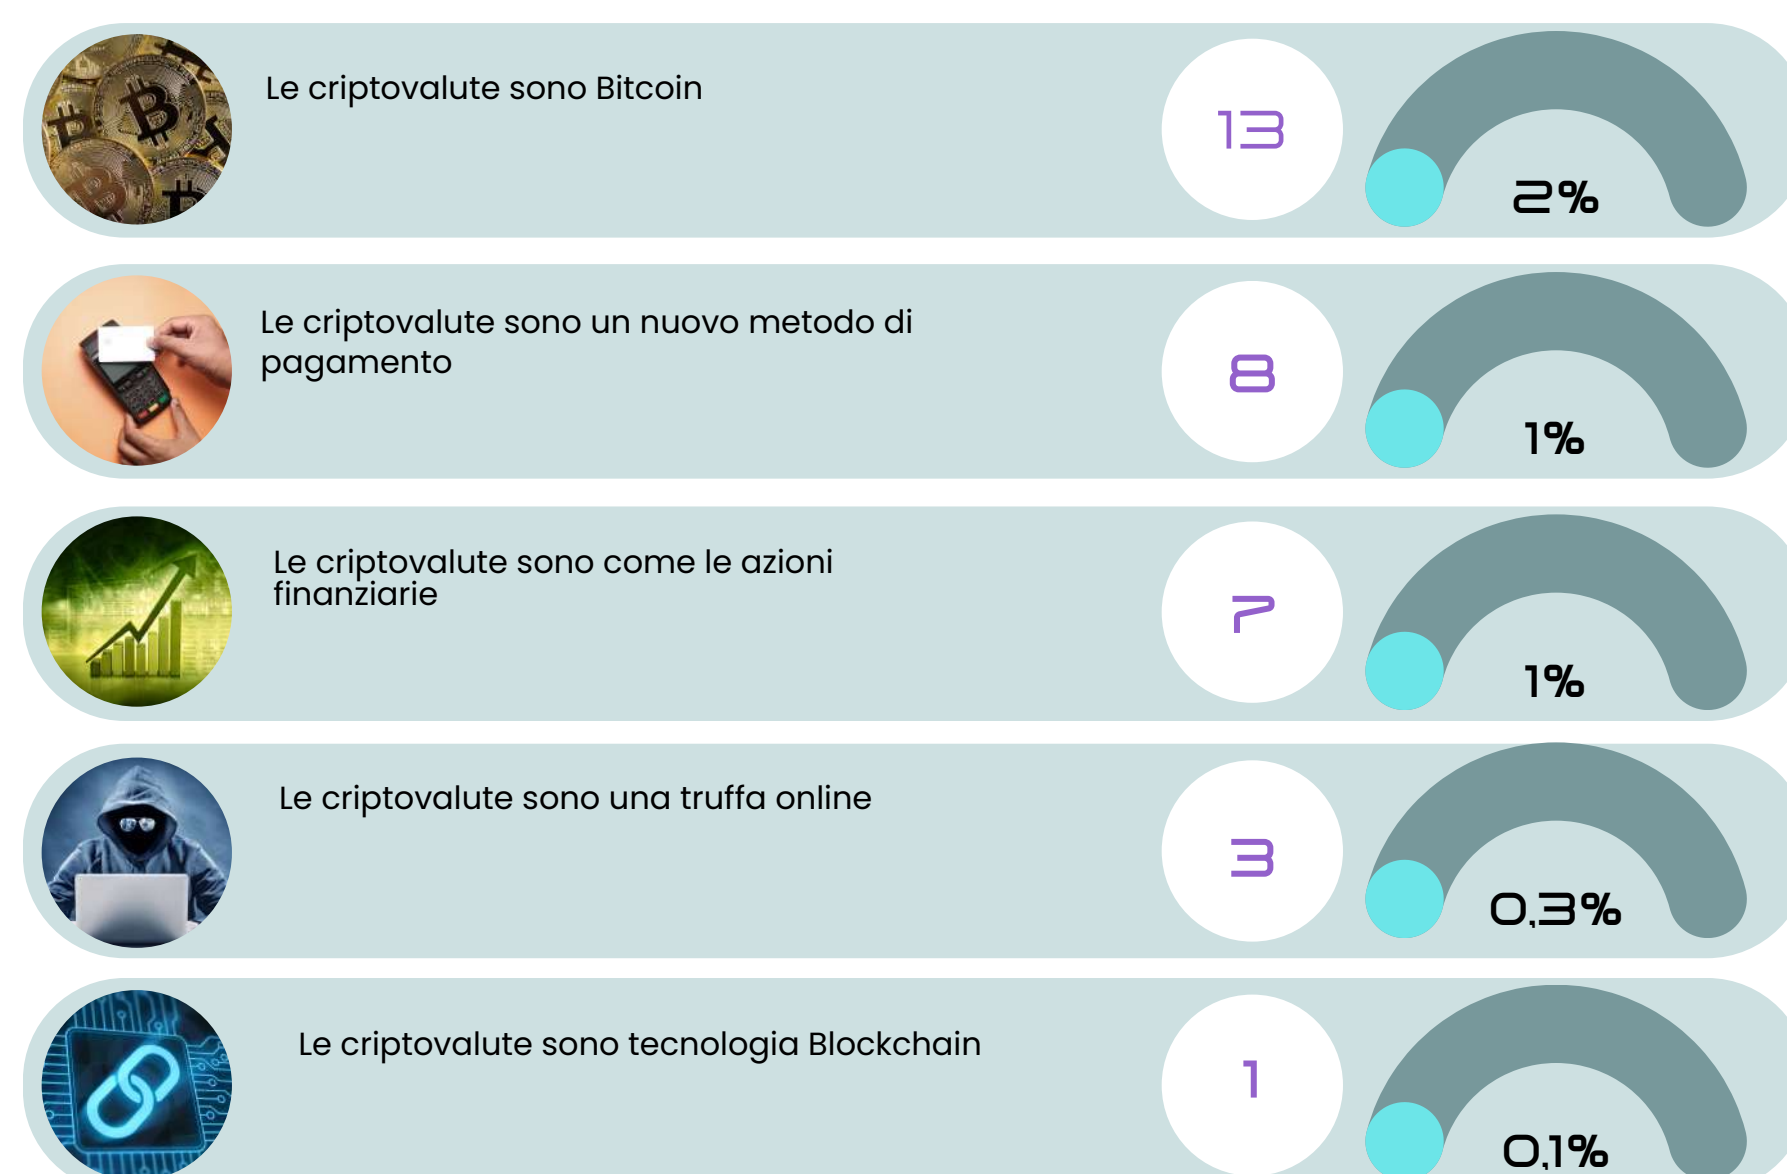 Le criptovalute sono Bitcoin
13
2%
Le criptovalute sono un nuovo metodo di
pagamento
8
1%
Le criptovalute sono come le azioni
finanziarie
7
1%
Le criptovalute sono una truffa online
3
0,3%
Le criptovalute sono tecnologia Blockchain
1
0,1%